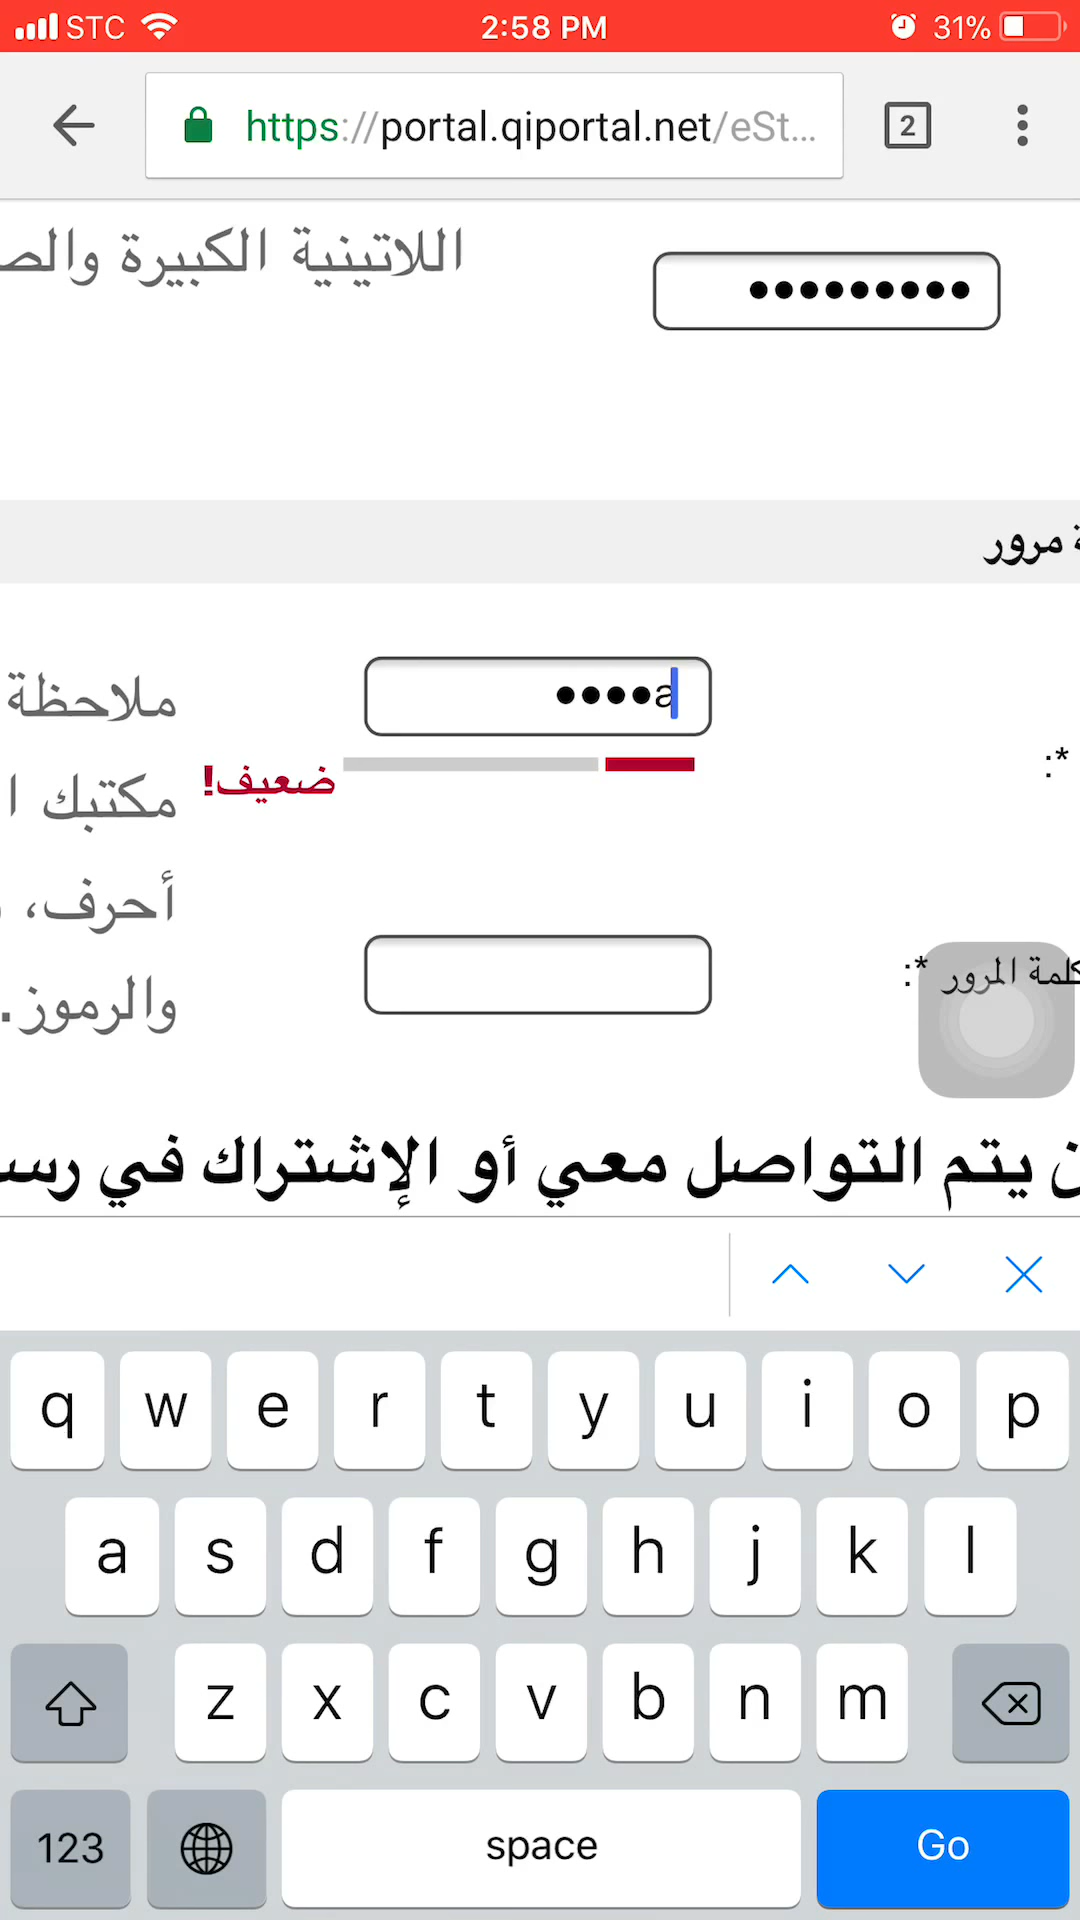 STC 2:58 PM 31%
https://portal.qiportal.net/eSt... 2
اللاتينية الكبيرة
•••••••••
مرور
ملاحظة
••••a
*:
ضعيف!
مكتبك
أحرف،
كلمة المرور *:
والرموز.
يتم التواصل معي أو الإشتراك في
q w e r t y u i o p
a s d f g h j k l
z x c v b n m
123 space Go